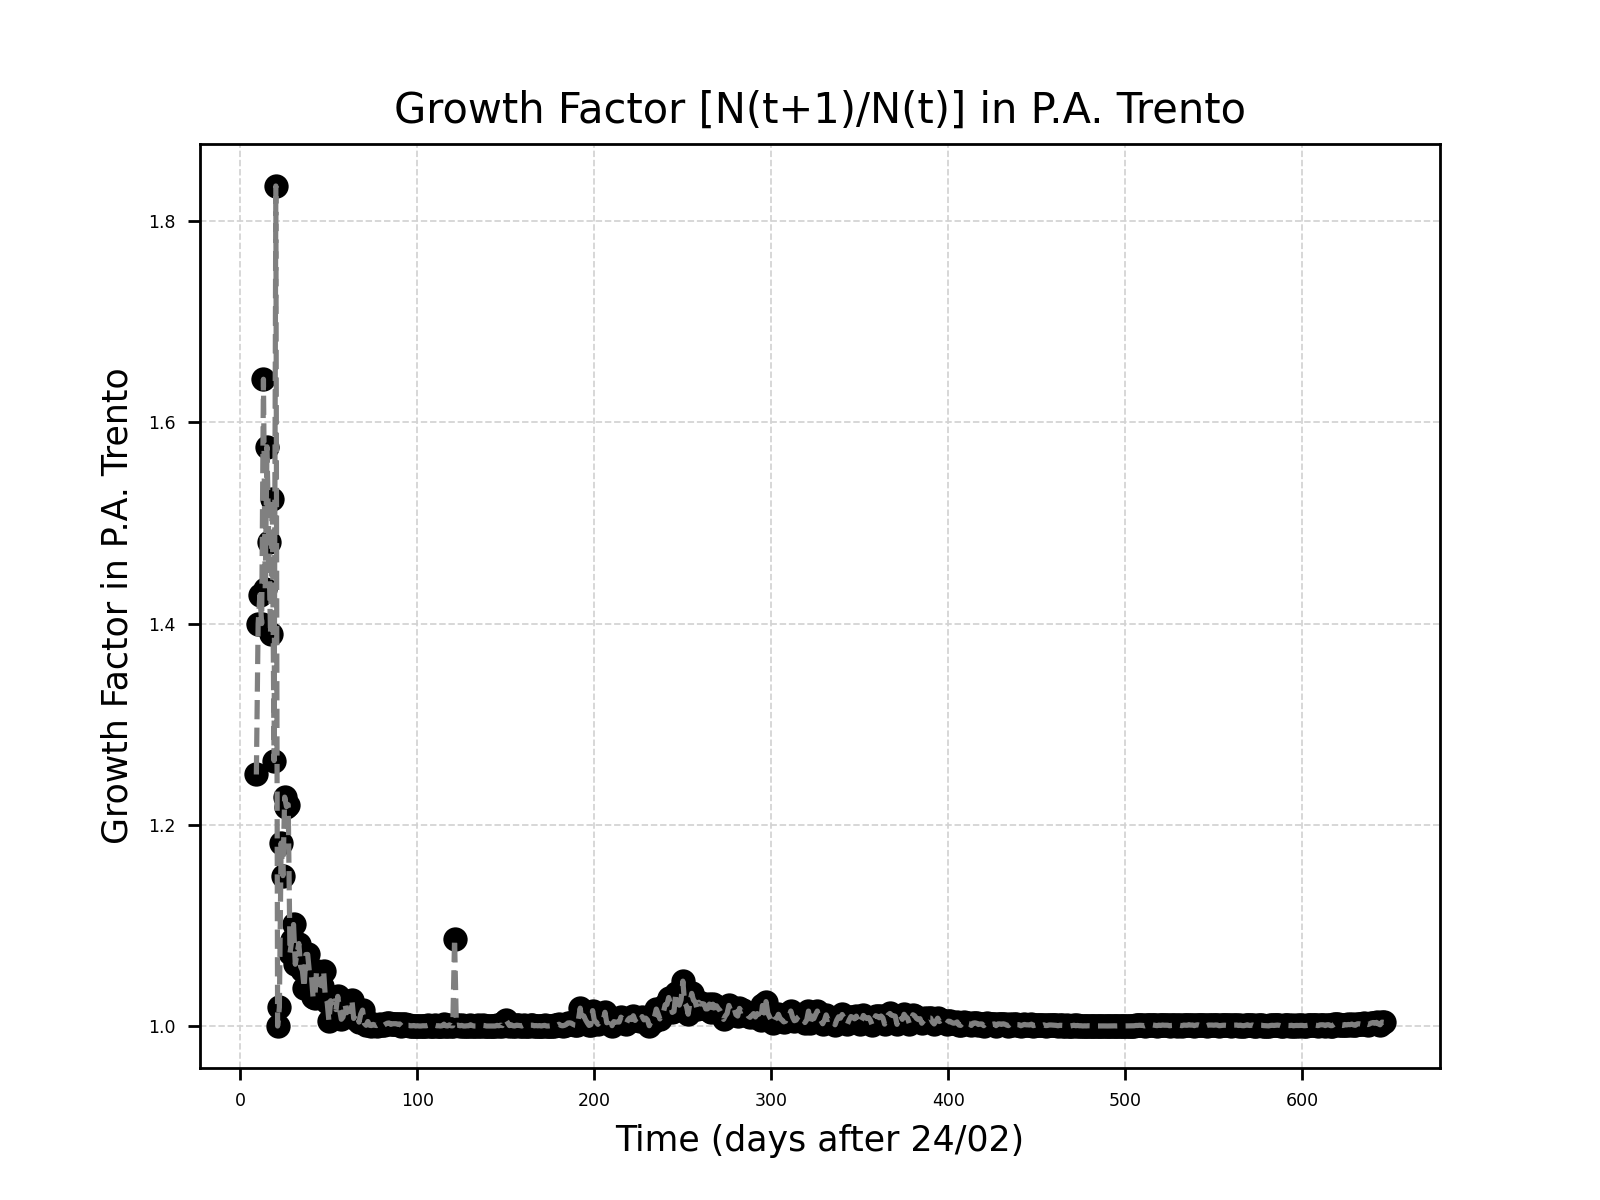 Growth Factor [N(t+1)/N(t)] in P.A. Trento
Growth Factor in P.A. Trento
1.8
1.6
1.4
1.2
1.0
0 100 200 300 400 500 600
Time (days after 24/02)